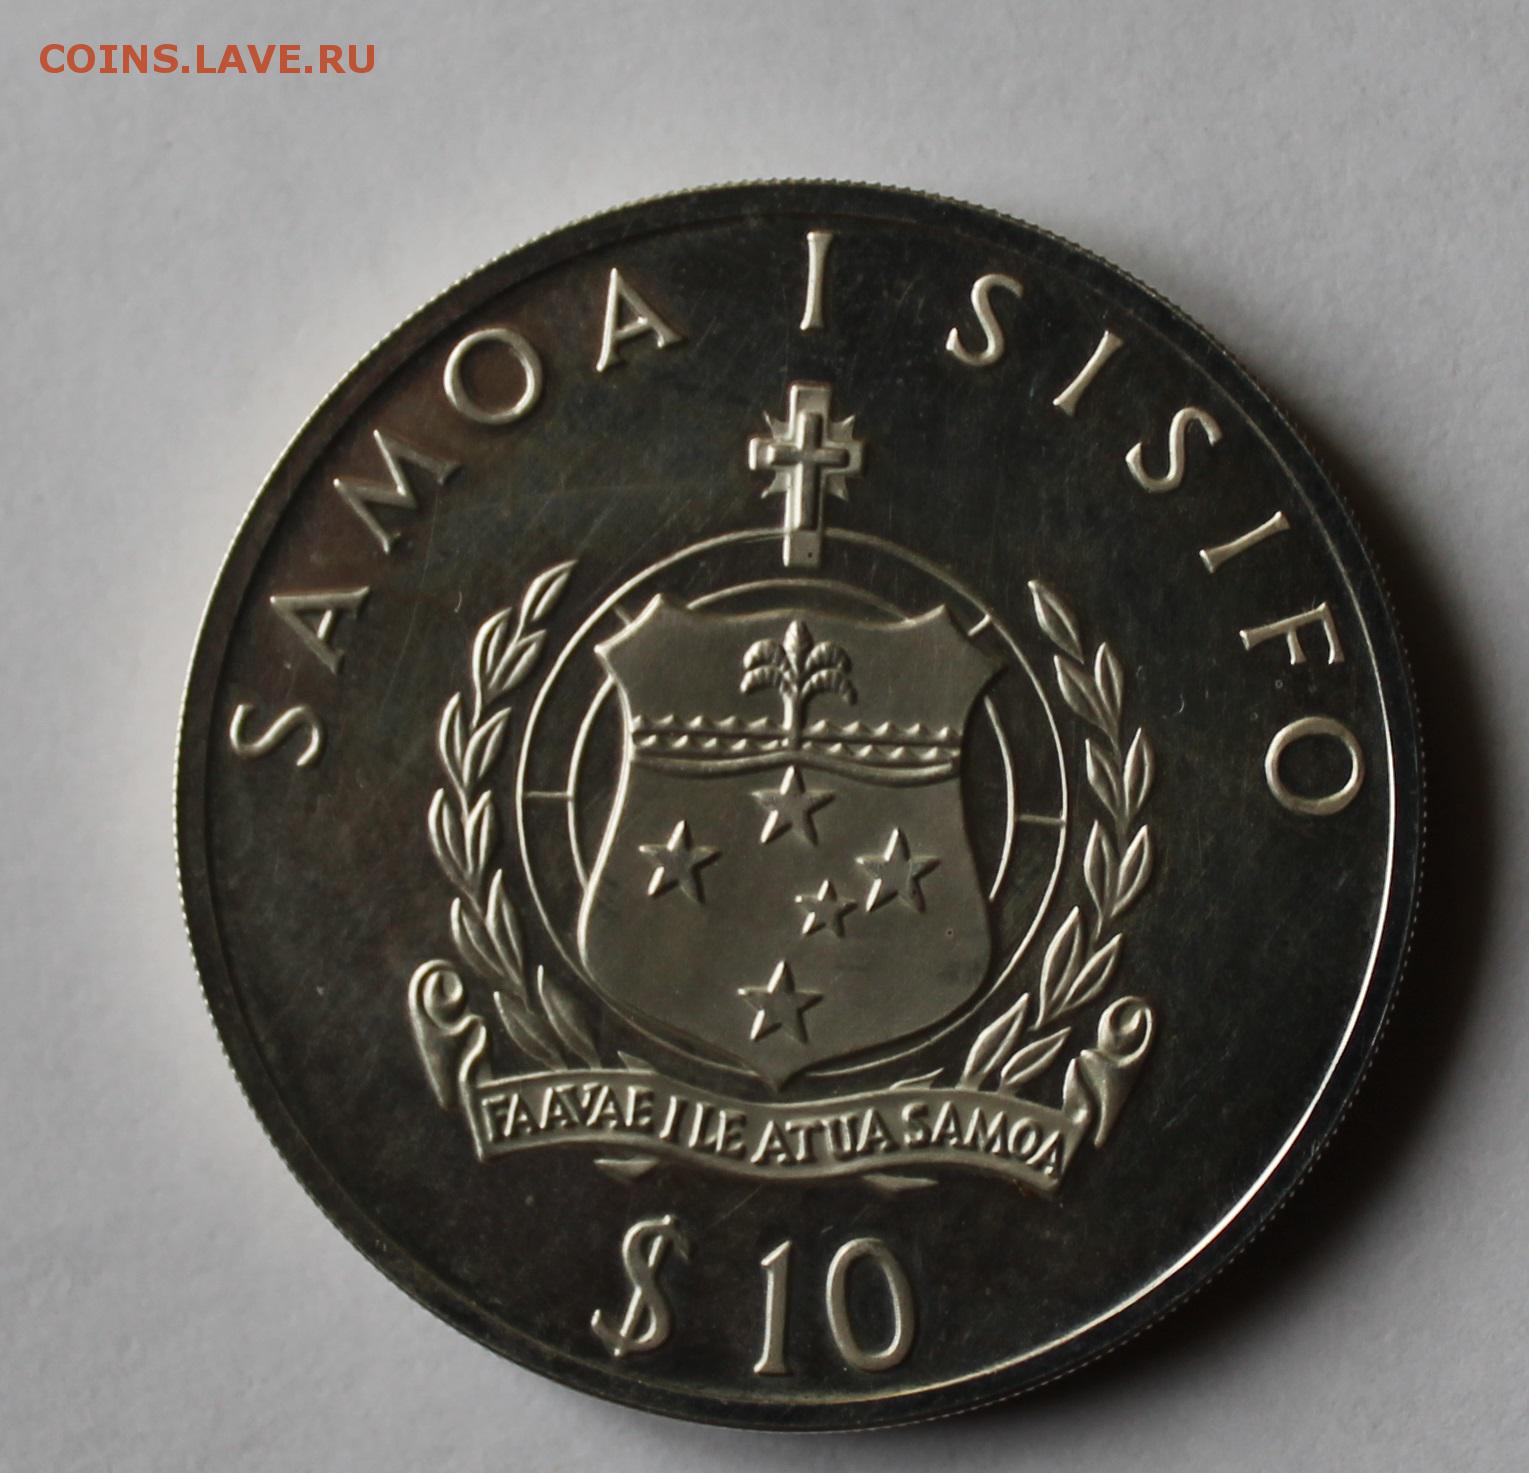 COINS.LAVE.RU
SAMOA I SISIFO
FAAVAE I LE ATUA SAMOA
$ 10